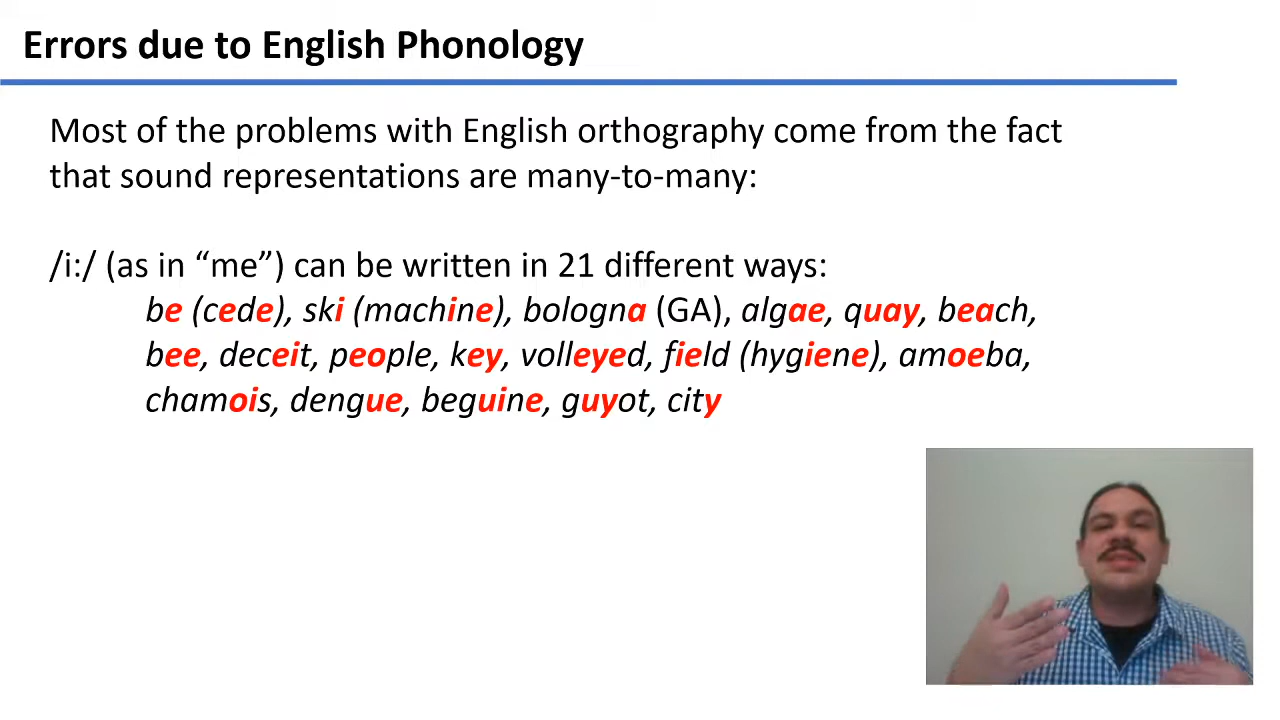 Errors due to English Phonology
Most of the problems with English orthography come from the fact
that sound representations are many-to-many:
/i:/ (as in “me”) can be written in 21 different ways:
be (cede), ski (machine), bologna (GA), algae, quay, beach,
bee, deceit, people, key, volleyed, field (hygiene), amoeba,
chamois, dengue, beguine, guyot, city